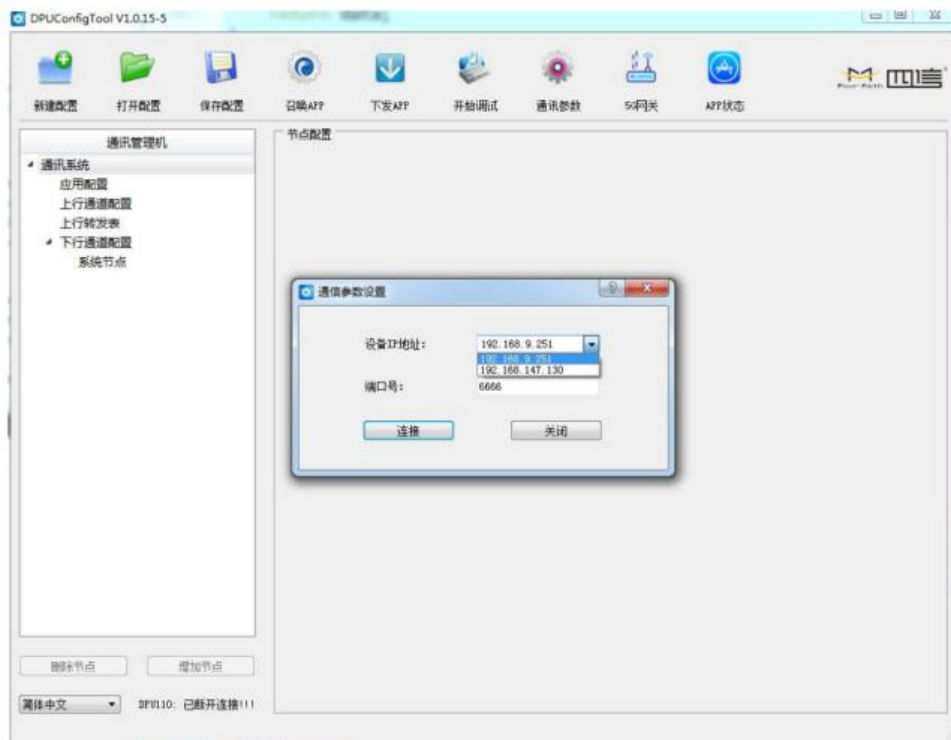 DPUConfigTool V1.0.15-5
新建配置 打开配置 保存配置 召唤APP 下发APP 开始调试 通讯参数 5G网关 APP状态
Four-Faith 四信
通讯管理机
通讯系统
应用配置
上行通道配置
上行转发表
下行通道配置
系统节点
节点配置
通信参数设置
设备IP地址: 192.168.9.251
192.168.9.251
192.168.147.130
端口号: 6666
连接 关闭
删除节点 增加节点
简体中文 DPU110: 已断开连接!!!